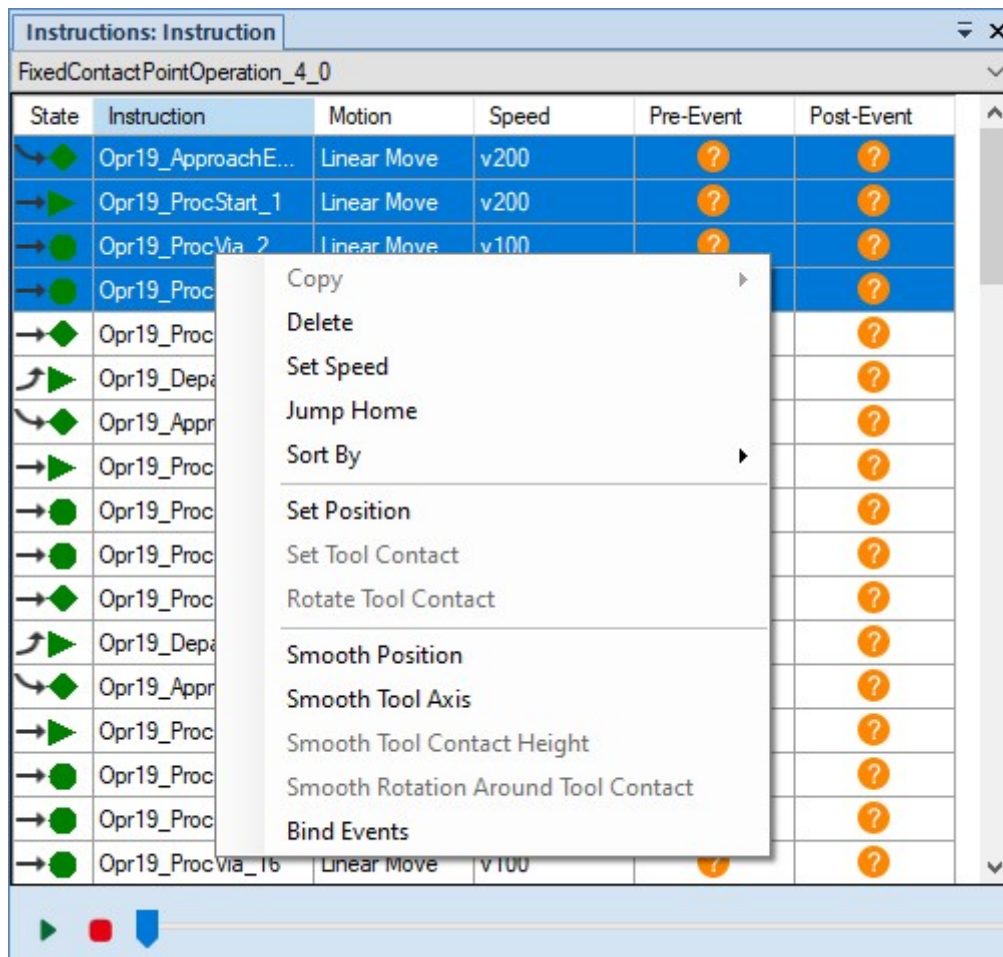 Instructions: Instruction
FixedContactPointOperation_4_0
State Instruction Motion Speed Pre-Event Post-Event
Opr19_ApproachE... Linear Move v200 ? ?
Opr19_ProcStart_1 Linear Move v200 ? ?
Opr19_ProcVia_2 Linear Move v100 ? ?
Opr19_Proc ?
Opr19_Proc ?
Opr19_Depa ?
Opr19_Appr ?
Opr19_Proc ?
Opr19_Proc ?
Opr19_Proc ?
Opr19_Proc ?
Opr19_Depa ?
Opr19_Appr ?
Opr19_Proc ?
Opr19_Proc ?
Opr19_Proc ?
Opr19_ProcVia_16 Linear Move v100 ? ?
Copy
Delete
Set Speed
Jump Home
Sort By
Set Position
Set Tool Contact
Rotate Tool Contact
Smooth Position
Smooth Tool Axis
Smooth Tool Contact Height
Smooth Rotation Around Tool Contact
Bind Events